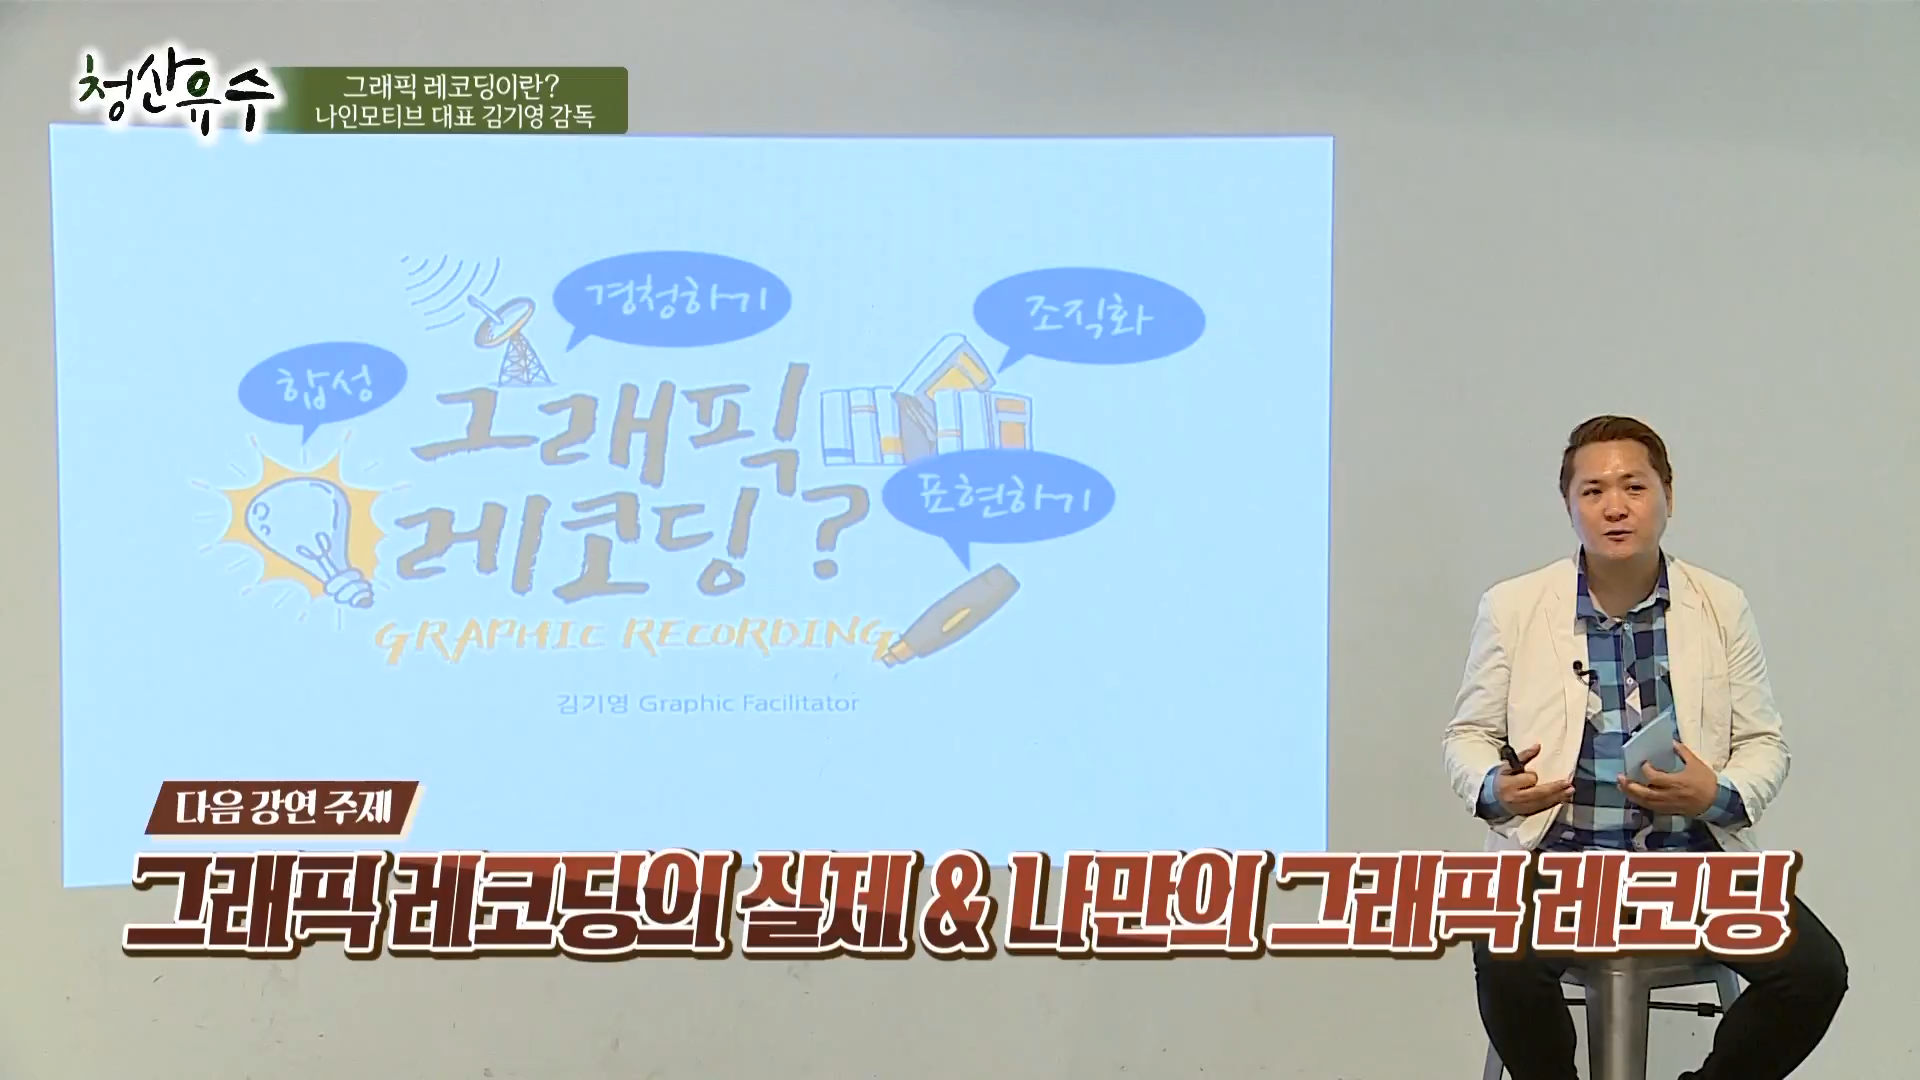 청산유수
그래픽 레코딩이란?
나인모티브 대표 김기영 감독
경청하기
조직화
합성
그래픽
표현하기
레코딩?
GRAPHIC RECORDING
김기영 Graphic Facilitator
다음 강연 주제
그래픽 레코딩의 실제 & 나만의 그래픽 레코딩